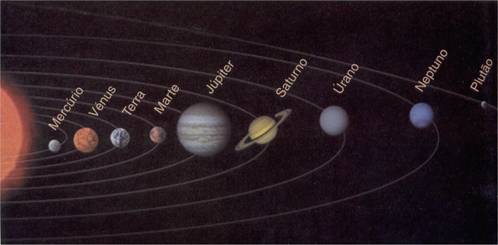 Mercúrio
Vénus
Terra
Marte
Júpiter
Saturno
Úrano
Neptuno
Plutão